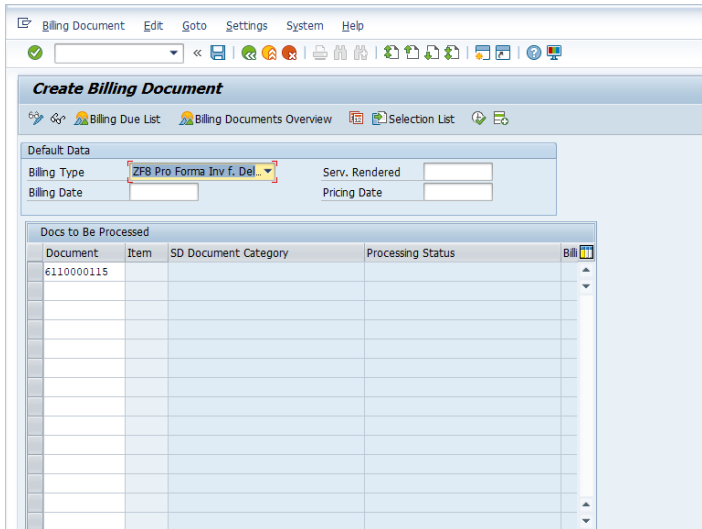 Billing Document Edit Goto Settings System Help
Create Billing Document
Billing Due List Billing Documents Overview Selection List
Default Data
Billing Type ZF8 Pro Forma Inv f. Del... Serv. Rendered
Billing Date Pricing Date
Docs to Be Processed
Document Item SD Document Category Processing Status Billi
6110000115